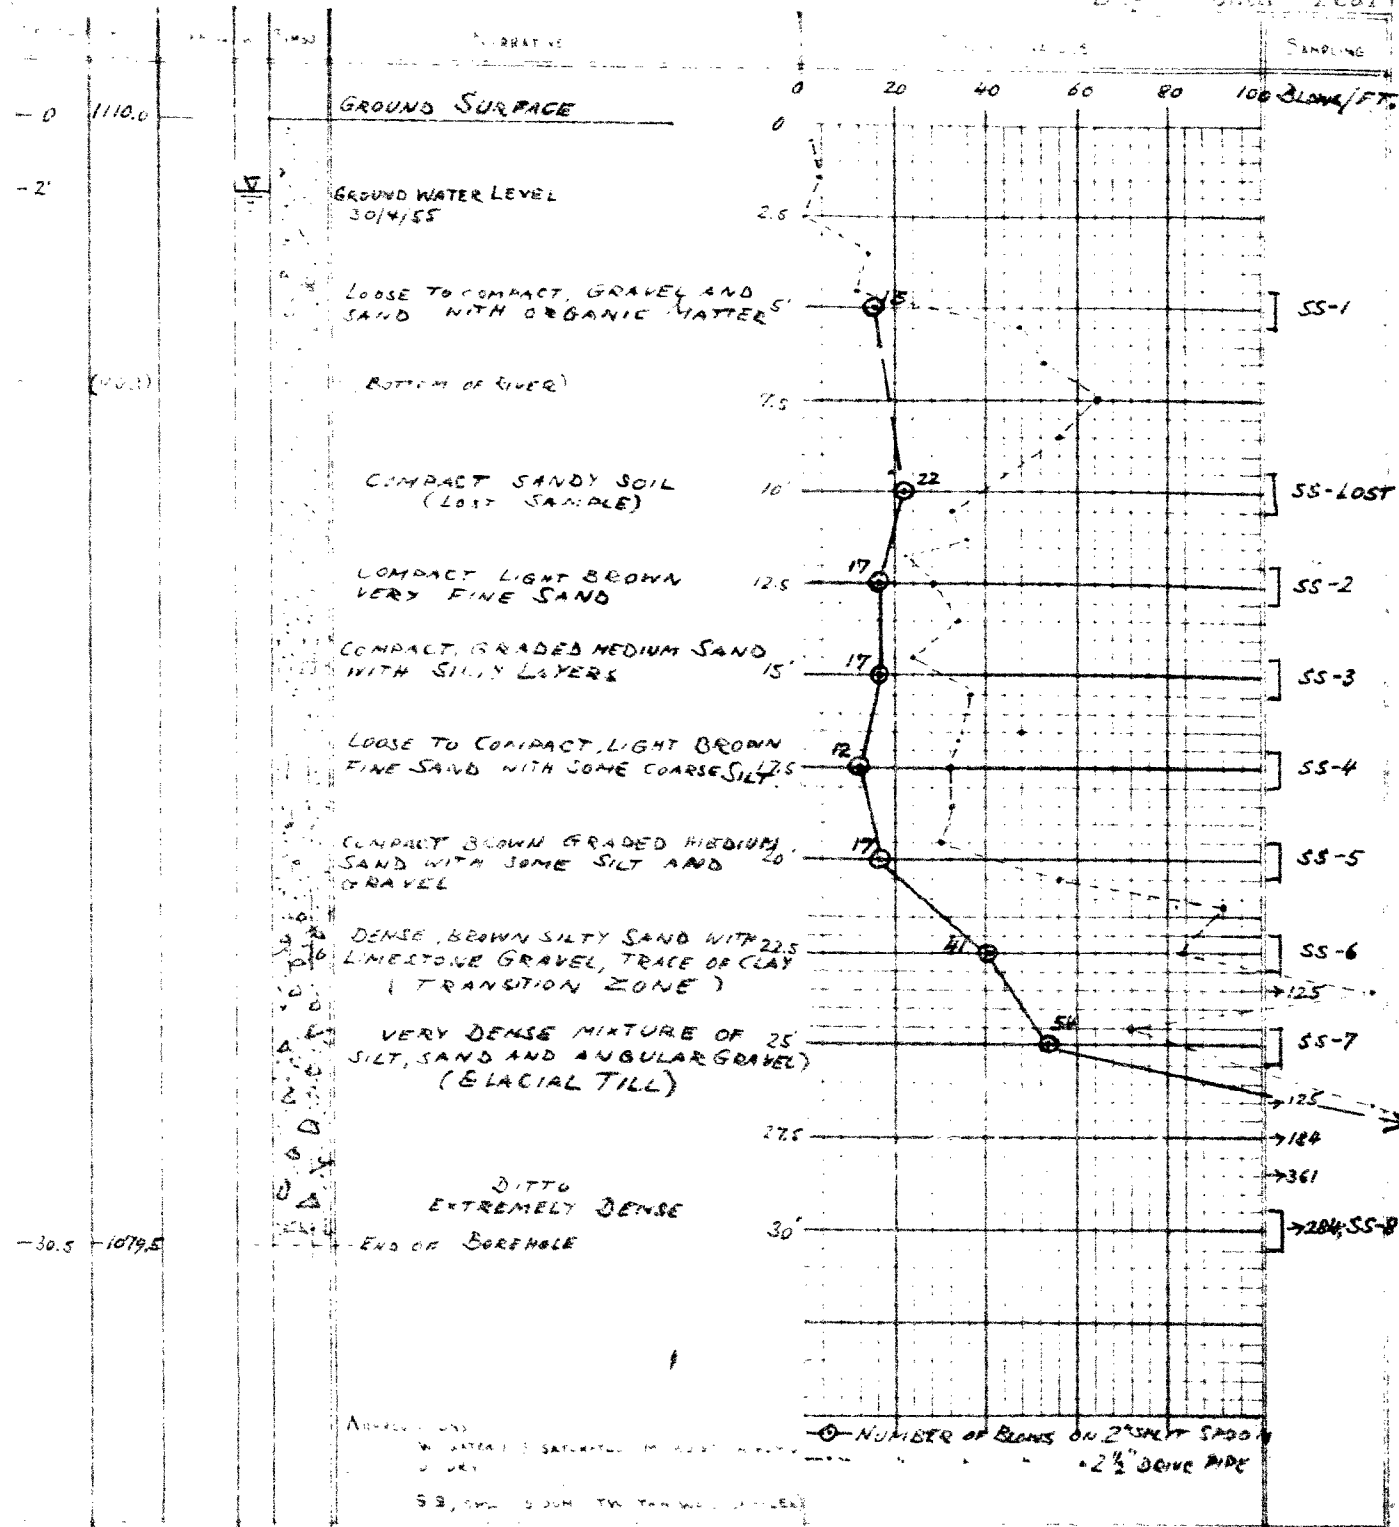 SAMPLING
0 20 40 60 80 100 BLOWS/FT.
- 0 1110.0 GROUND SURFACE 0
- 2' GROUND WATER LEVEL
30/4/55
2.5
LOOSE TO COMPACT, GRAVEL AND
SAND WITH ORGANIC MATTER 5' 15 SS-1
BOTTOM OF RIVER)
7.5
COMPACT SANDY SOIL
(LOST SAMPLE) 10' 22 SS-LOST
COMPACT LIGHT BROWN
VERY FINE SAND 12.5 17 SS-2
COMPACT, GRADED MEDIUM SAND
WITH SILTY LAYERS 15' 17 SS-3
LOOSE TO COMPACT, LIGHT BROWN
FINE SAND WITH SOME COARSE SILT. 17.5 12 SS-4
COMPACT BROWN GRADED MEDIUM
SAND WITH SOME SILT AND 20' 17 SS-5
GRAVEL
DENSE, BROWN SILTY SAND WITH 22.5 41 SS-6
LIMESTONE GRAVEL, TRACE OF CLAY
( TRANSITION ZONE )
→125
VERY DENSE MIXTURE OF 25' 54 SS-7
SILT, SAND AND ANGULAR GRAVEL)
(GLACIAL TILL)
→125
27.5 →184
→361
DITTO
EXTREMELY DENSE
30' →284, SS-8
-30.5 -1079.5 END OF BOREHOLE
NUMBER OF BLOWS ON 2" SPLIT SPOON
" " " " 2½" DRIVE PIPE